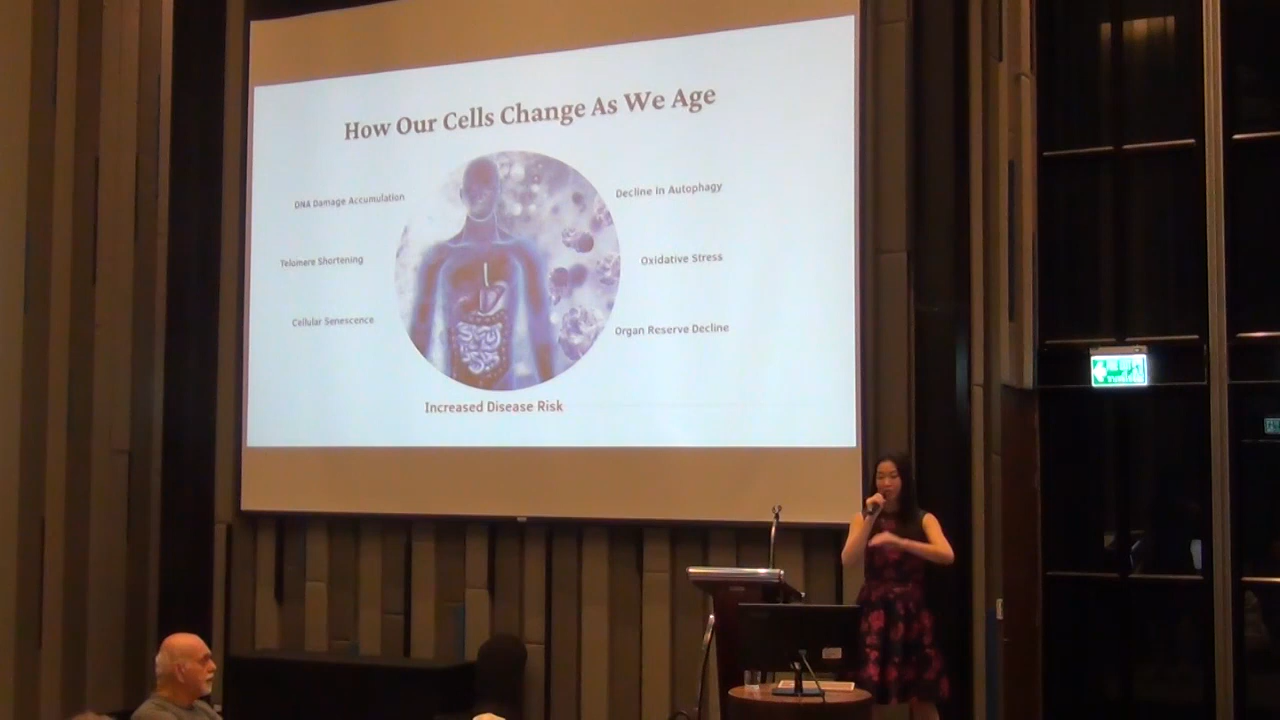 How Our Cells Change As We Age
DNA Damage Accumulation
Decline in Autophagy
Telomere Shortening
Oxidative Stress
Cellular Senescence
Organ Reserve Decline
Increased Disease Risk